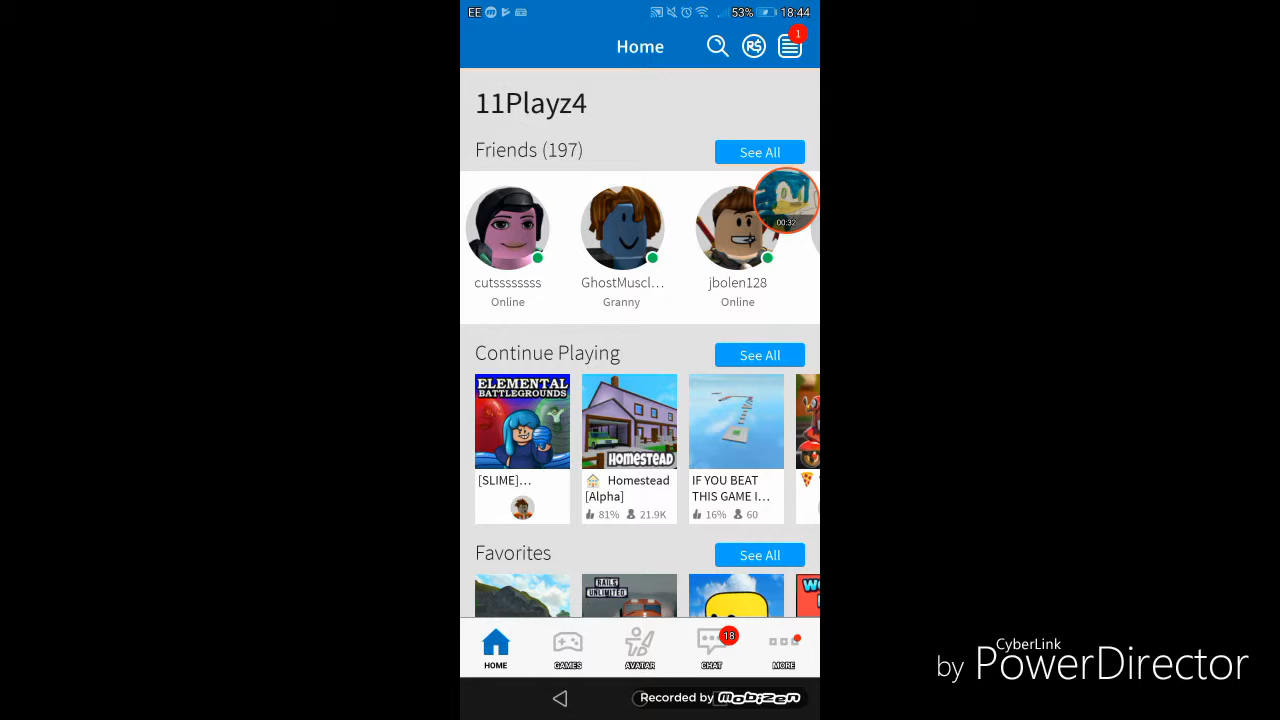 EE 53% 18:44
Home R$ 1
11Playz4
Friends (197) See All
00:32
cutssssssss GhostMuscl... jbolen128
Online Granny Online
Continue Playing See All
ELEMENTAL
BATTLEGROUNDS
HOMESTEAD
[SLIME]...
Homestead
[Alpha]
81% 21.9K
IF YOU BEAT
THIS GAME I...
16% 60
Favorites See All
RAILS
UNLIMITED
18
HOME GAMES AVATAR CHAT MORE
Recorded by mobizen
CyberLink
by PowerDirector